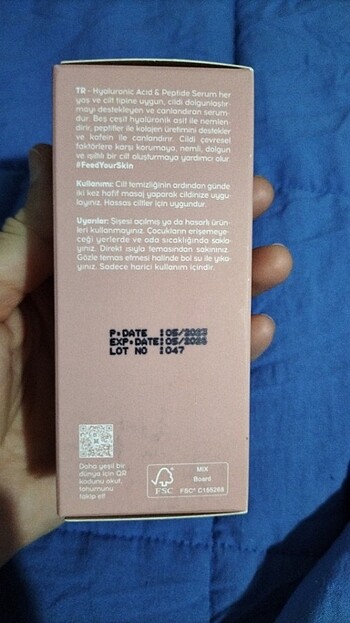 TR - Hyaluronic Acid & Peptide Serum her
yaş ve cilt tipine uygun, cildi dolgunlaştır-
mayı destekleyen ve canlandıran serum-
dur. Beş çeşit hyalüronik asit ile nemlen-
dirir, peptiler ile kolajen üretimini destekler
ve kafein ile canlandırır. Cildi çevresel
faktörlere karşı korumaya, nemli, dolgun
ve ışıltılı bir cilt oluşturmaya yardımcı olur.
#FeedYourSkin
Kullanımı: Cilt temizliğinin ardından günde
iki kez hafif masaj yaparak cildinize uygu-
layınız. Hassas ciltler için uygundur.
Uyarılar: Şişesi açılmış ya da hasarlı ürün-
leri kullanmayınız. Çocukların erişemeye-
ceği yerlerde ve oda sıcaklığında sakla-
yınız. Direkt ısıyla temasından sakınınız.
Gözle temas etmesi halinde bol su ile yıka-
yınız. Sadece harici kullanım içindir.
P.DATE :05/2023
EXP.DATE:05/2026
LOT NO :047
Daha yeşil bir
dünya için QR
kodunu okut,
tohumunu
takip et!
FSC
MIX
Board
FSC® C155268